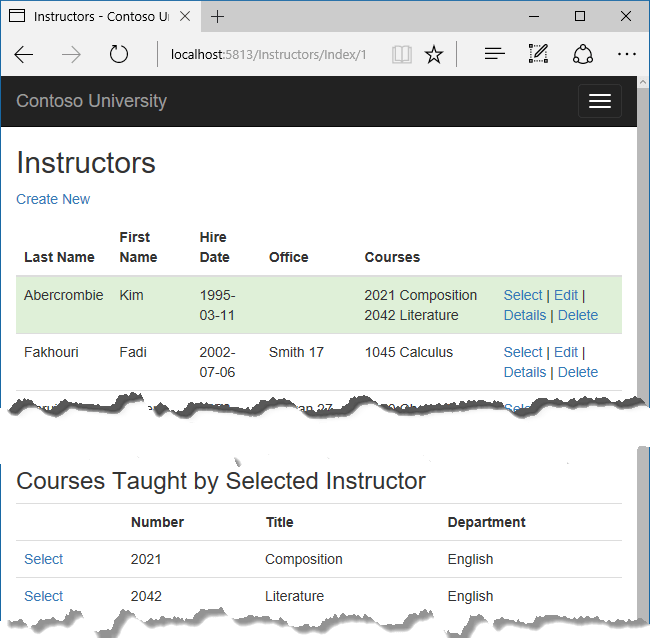 Instructors - Contoso U
localhost:5813/Instructors/Index/1
Contoso University
Instructors
Create New
Last Name First Name Hire Date Office Courses
Abercrombie Kim 1995-03-11 2021 Composition 2042 Literature Select | Edit | Details | Delete
Fakhouri Fadi 2002-07-06 Smith 17 1045 Calculus Select | Edit | Details | Delete
Courses Taught by Selected Instructor
Number Title Department
Select 2021 Composition English
Select 2042 Literature English